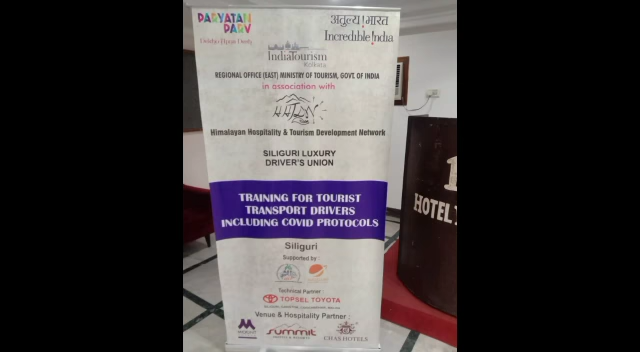 PARYATAN
PARV
Dekho Apna Desh
अतुल्य!भारत
Incredible!ndia
IndiaTourism
Kolkata
REGIONAL OFFICE (EAST) MINISTRY OF TOURISM, GOVT. OF INDIA
in association with
Himalayan Hospitality & Tourism Development Network
SILIGURI LUXURY
DRIVER'S UNION
TRAINING FOR TOURIST
TRANSPORT DRIVERS
INCLUDING COVID PROTOCOLS
Siliguri
Supported by :
Technical Partner :
TOPSEL TOYOTA
Venue & Hospitality Partner :
summit
CHAS HOTELS
HOTEL